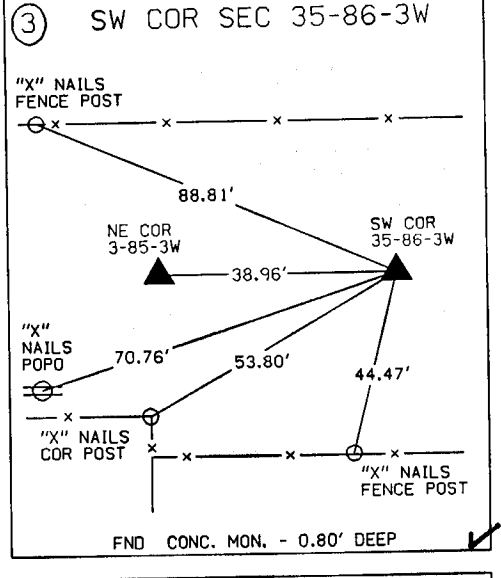 3 SW COR SEC 35-86-3W
"X" NAILS
FENCE POST
88.81'
NE COR
3-85-3W
SW COR
35-86-3W
38.96'
"X"
NAILS
POPO
70.76'
53.80'
44.47'
"X" NAILS
COR POST
"X" NAILS
FENCE POST
FND CONC. MON. - 0.80' DEEP